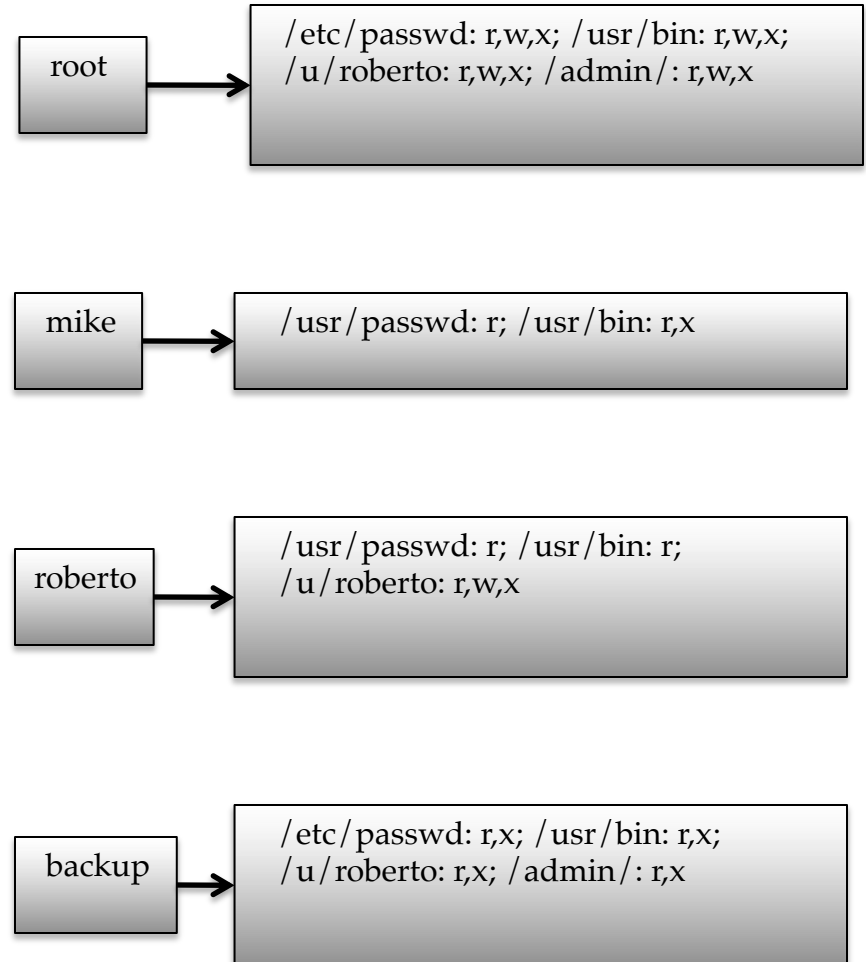 root
/etc/passwd: r,w,x; /usr/bin: r,w,x;
/u/roberto: r,w,x; /admin/: r,w,x
mike
/usr/passwd: r; /usr/bin: r,x
roberto
/usr/passwd: r; /usr/bin: r;
/u/roberto: r,w,x
backup
/etc/passwd: r,x; /usr/bin: r,x;
/u/roberto: r,x; /admin/: r,x